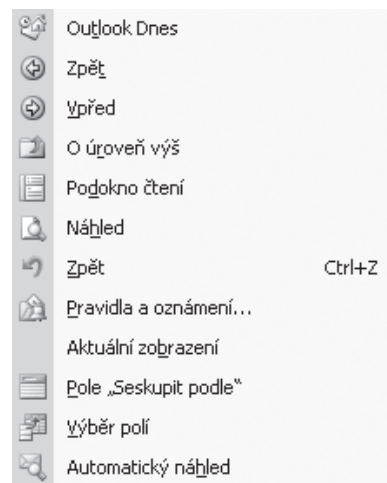 Outlook Dnes
Zpět
Vpřed
O úroveň výš
Podokno čtení
Náhled
Zpět Ctrl+Z
Pravidla a oznámení...
Aktuální zobrazení
Pole „Seskupit podle“
Výběr polí
Automatický náhled